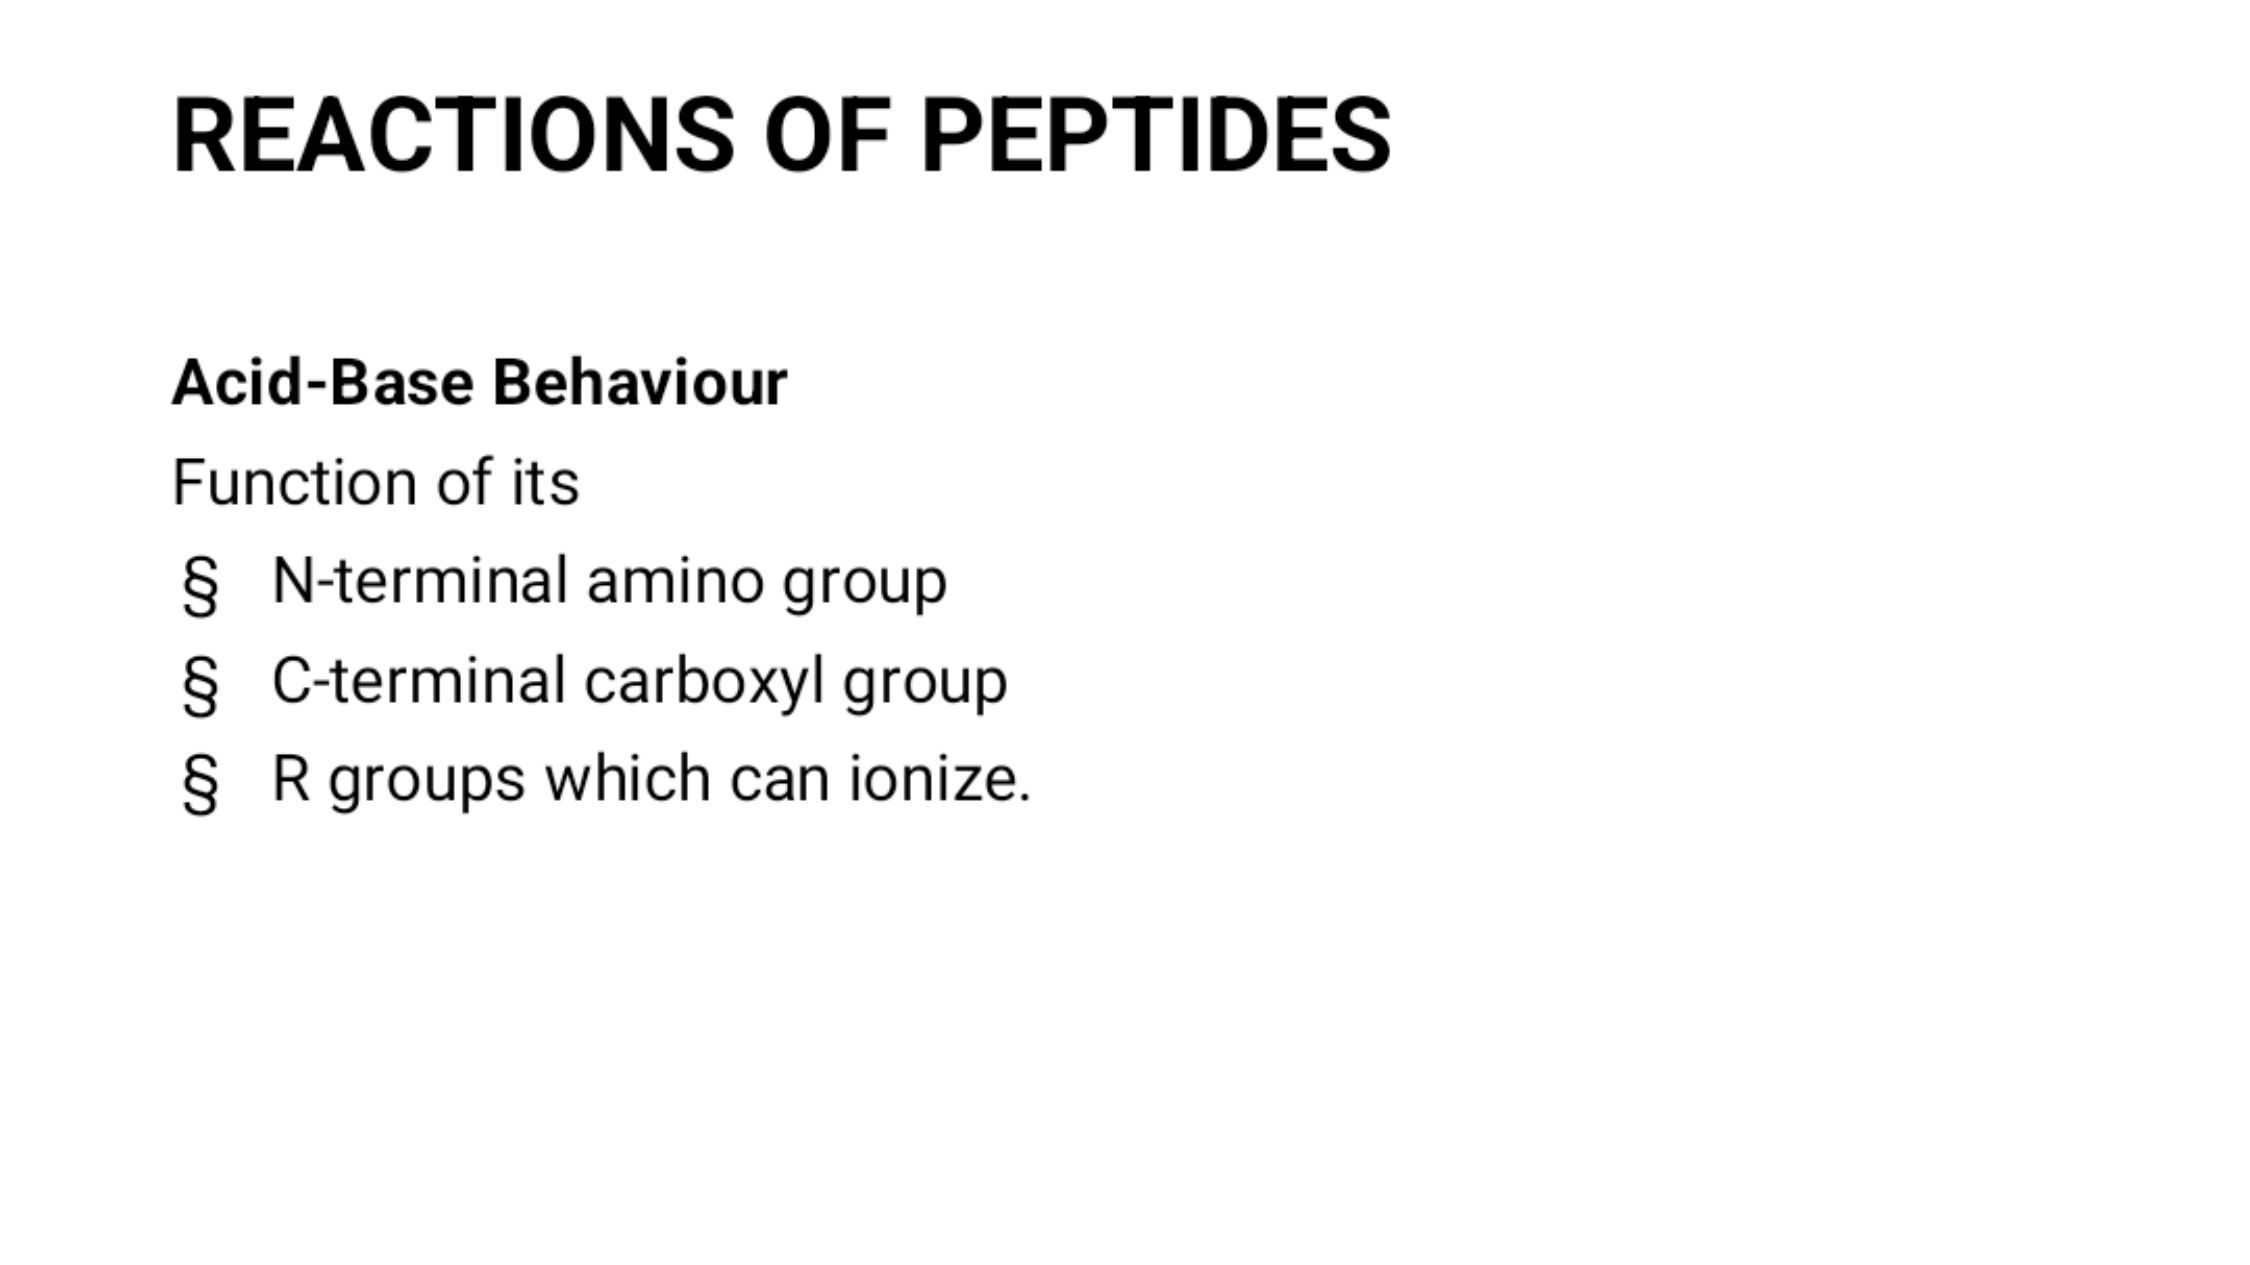 REACTIONS OF PEPTIDES
Acid-Base Behaviour
Function of its
§ N-terminal amino group
§ C-terminal carboxyl group
§ R groups which can ionize.